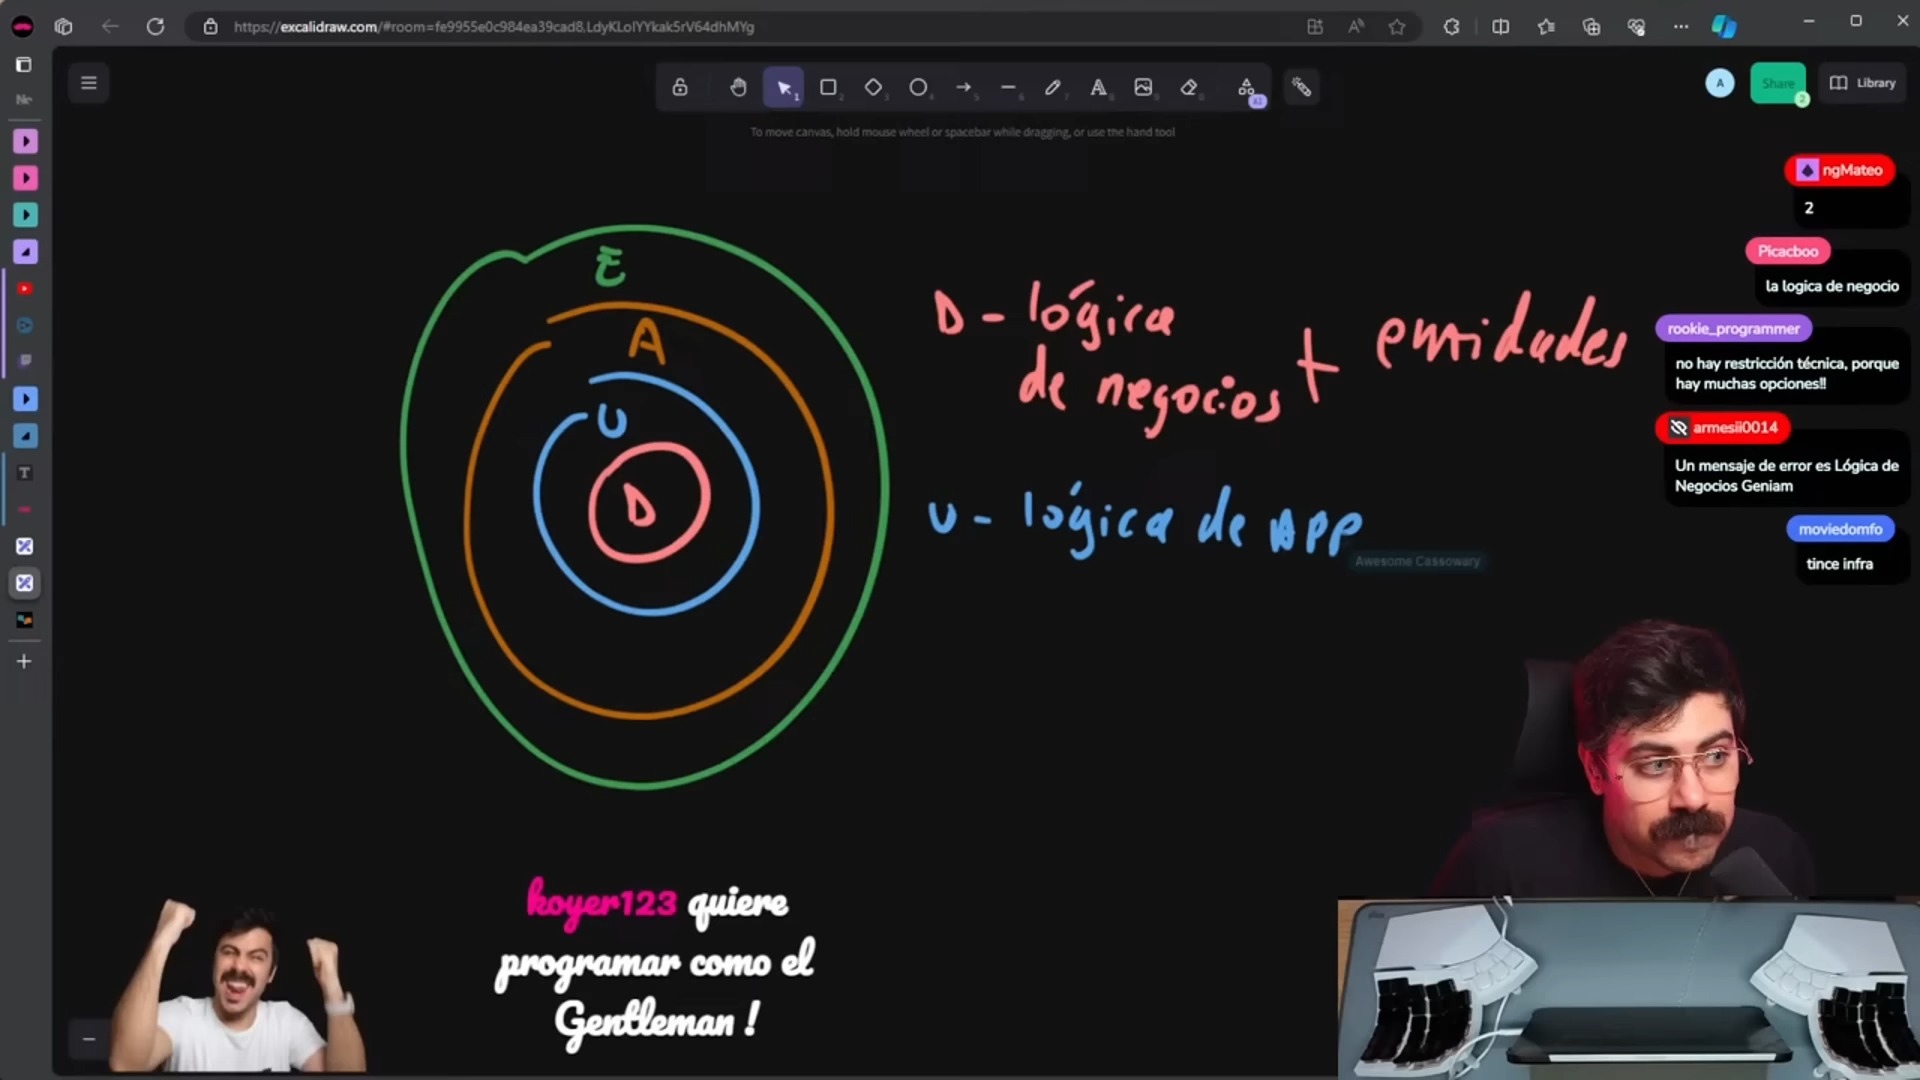 https://excalidraw.com/#room=fe9955e0c984ea39cad8,LdyKLoIYYkak5rV64dhMYg
Share
2
Library
A
To move canvas, hold mouse wheel or spacebar while dragging, or use the hand tool
ngMateo
2
Picacboo
la logica de negocio
rookie_programmer
no hay restricción técnica, porque
hay muchas opciones!!
armesii0014
Un mensaje de error es Lógica de
Negocios Geniam
moviedomfo
tince infra
E
A
U
D
D - lógica
de negocios + entidades
U - lógica de APP
Awesome Cassowary
koyer123 quiere
programar como el
Gentleman !